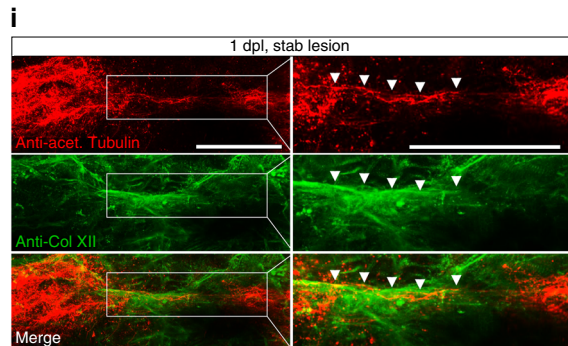 i
1 dpl, stab lesion
Anti-acet. Tubulin
Anti-Col XII
Merge